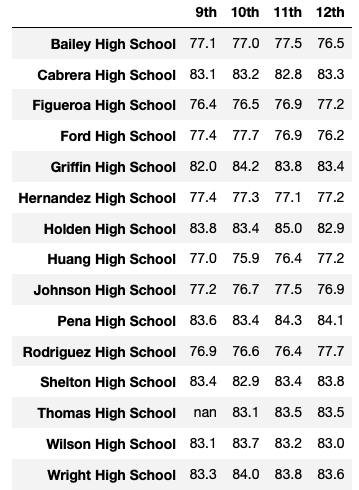 9th 10th 11th 12th
Bailey High School 77.1 77.0 77.5 76.5
Cabrera High School 83.1 83.2 82.8 83.3
Figueroa High School 76.4 76.5 76.9 77.2
Ford High School 77.4 77.7 76.9 76.2
Griffin High School 82.0 84.2 83.8 83.4
Hernandez High School 77.4 77.3 77.1 77.2
Holden High School 83.8 83.4 85.0 82.9
Huang High School 77.0 75.9 76.4 77.2
Johnson High School 77.2 76.7 77.5 76.9
Pena High School 83.6 83.4 84.3 84.1
Rodriguez High School 76.9 76.6 76.4 77.7
Shelton High School 83.4 82.9 83.4 83.8
Thomas High School nan 83.1 83.5 83.5
Wilson High School 83.1 83.7 83.2 83.0
Wright High School 83.3 84.0 83.8 83.6